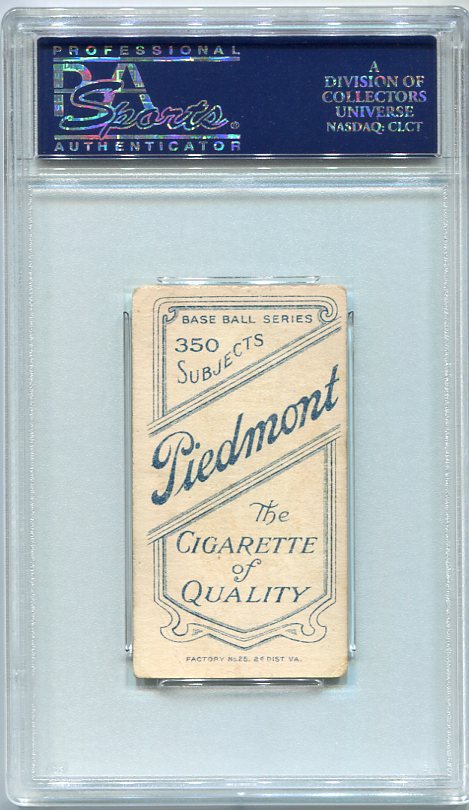 PROFESSIONAL
PSA
Sports
AUTHENTICATOR
A
DIVISION OF
COLLECTORS
UNIVERSE
NASDAQ: CLCT
BASE BALL SERIES
350
SUBJECTS
Piedmont
The
CIGARETTE
of
QUALITY
FACTORY No 25. 2d DIST. VA.